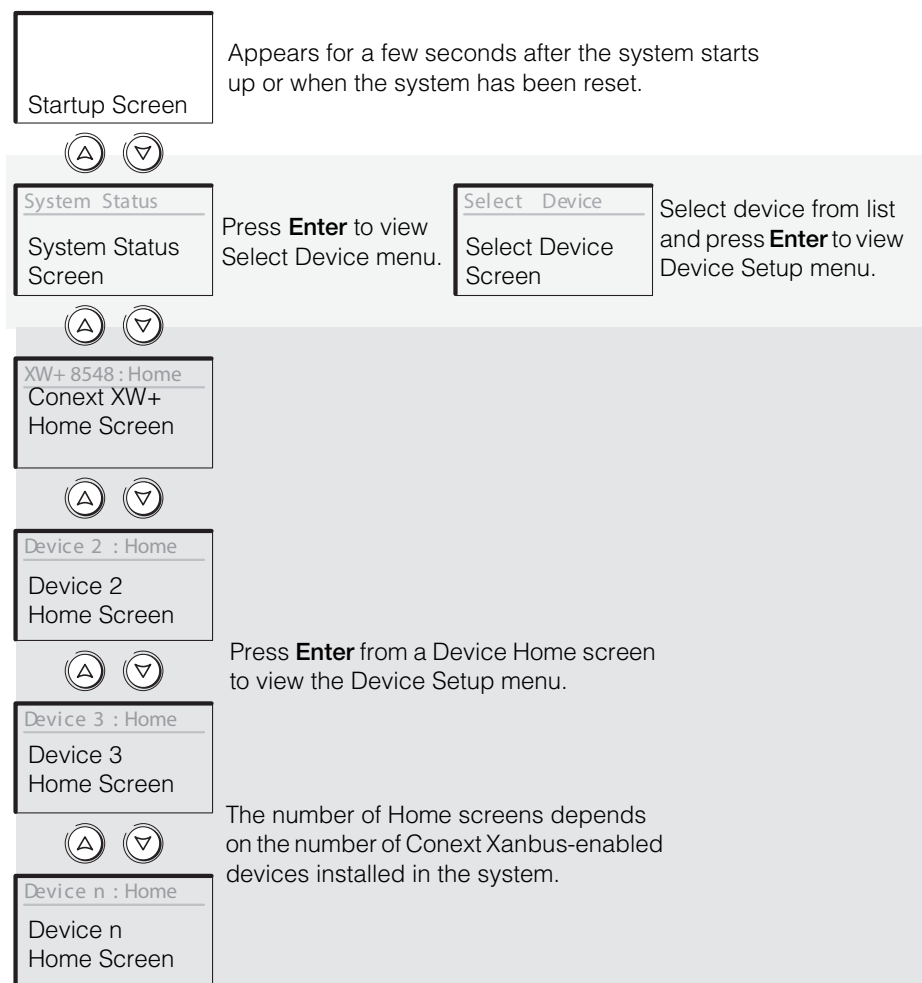 Startup Screen
Appears for a few seconds after the system starts
up or when the system has been reset.
System Status
System Status
Screen
Press Enter to view
Select Device menu.
Select Device
Select Device
Screen
Select device from list
and press Enter to view
Device Setup menu.
XW+ 8548 : Home
Conext XW+
Home Screen
Device 2 : Home
Device 2
Home Screen
Press Enter from a Device Home screen
to view the Device Setup menu.
Device 3 : Home
Device 3
Home Screen
The number of Home screens depends
on the number of Conext Xanbus-enabled
devices installed in the system.
Device n : Home
Device n
Home Screen